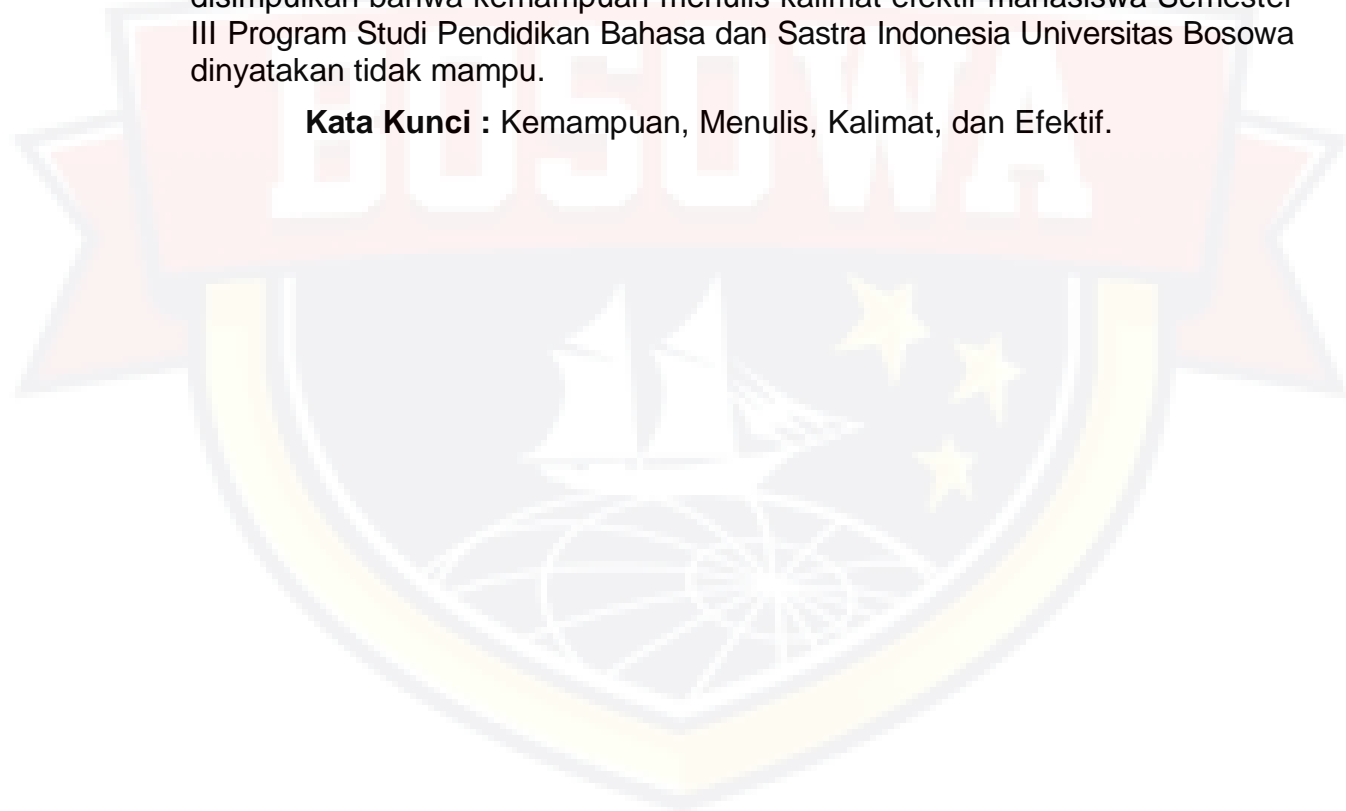 disimpulkan bahwa kemampuan menulis kalimat efektif mahasiswa Semester
III Program Studi Pendidikan Bahasa dan Sastra Indonesia Universitas Bosowa
dinyatakan tidak mampu.
Kata Kunci : Kemampuan, Menulis, Kalimat, dan Efektif.
BOSOWA